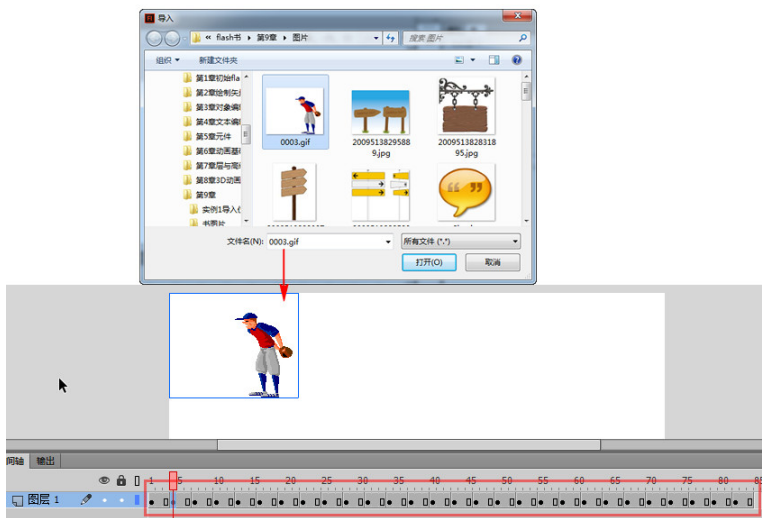 导入
« flash书 › 第9章 › 图片
搜索 图片
组织
新建文件夹
第1章初始fla
第2章绘制矢
第3章对象编
第4章文本编
第5章元件
第6章动画基
第7章层与高
第8章3D动画
第9章
实例1导入位
书图片
0003.gif
2009513829588
9.jpg
2009513828318
95.jpg
文件名(N): 0003.gif
所有文件 (*.*)
打开(O)
取消
间轴 输出
1 5 10 15 20 25 30 35 40 45 50 55 60 65 70 75 80 85
图层 1